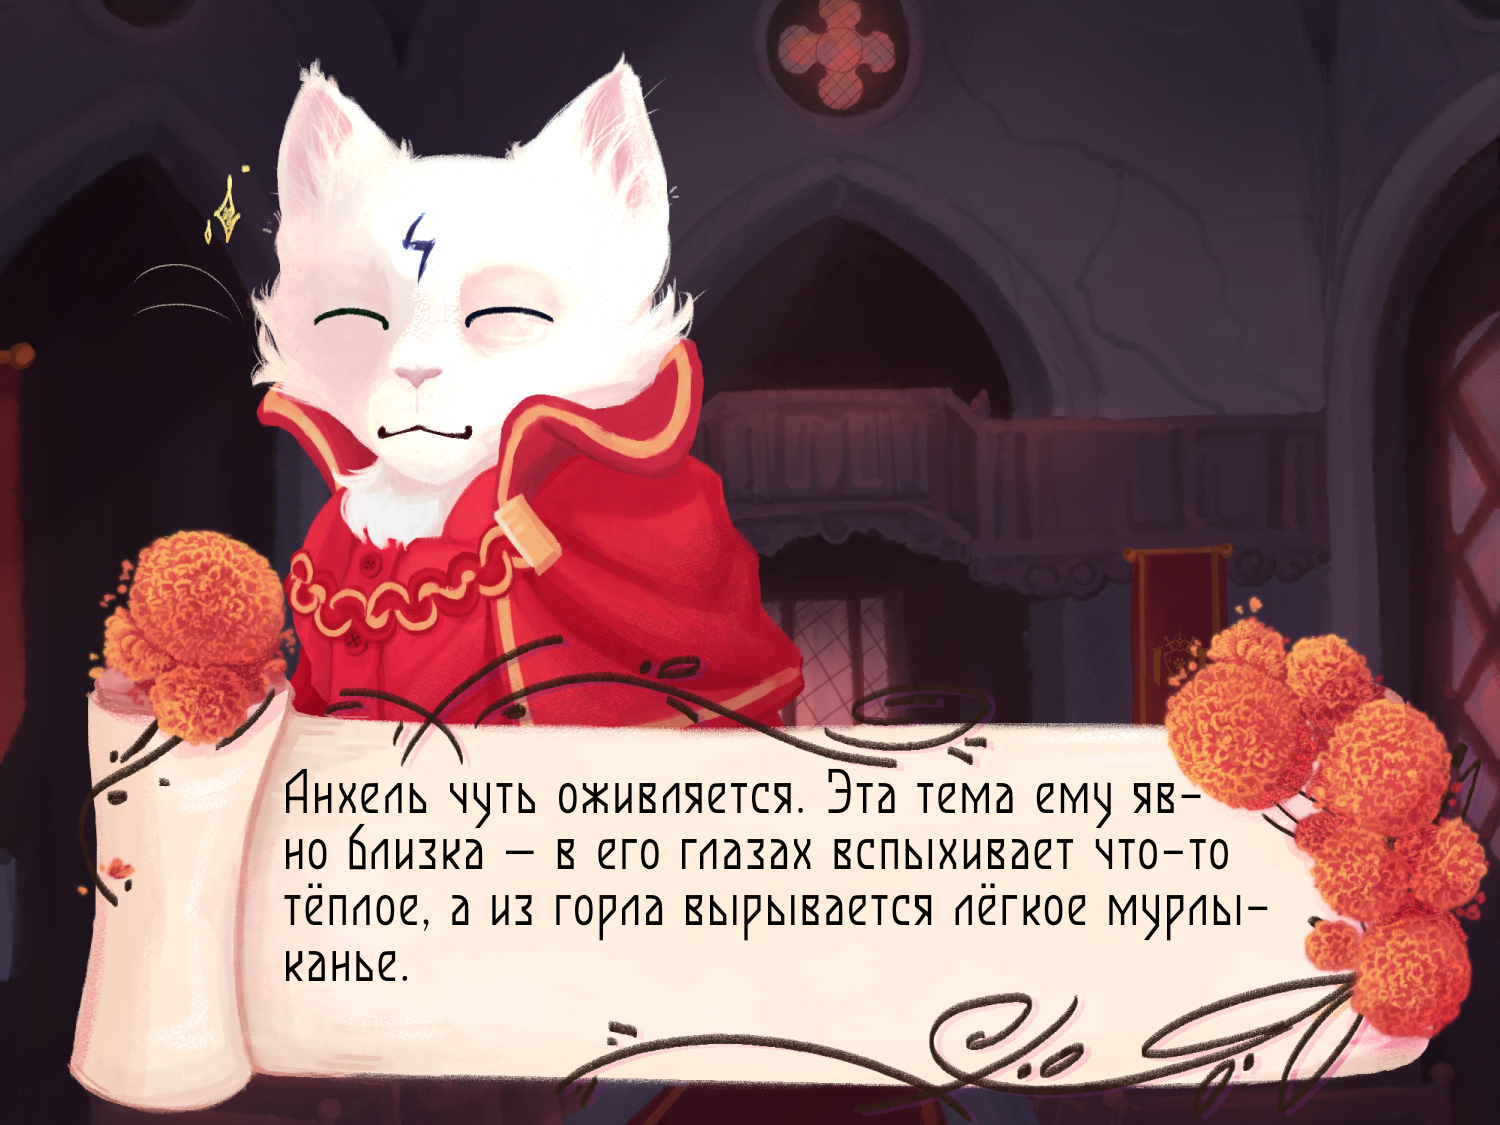 Анхель чуть оживляется. Эта тема ему яв-
но близка — в его глазах вспыхивает что-то
тёплое, а из горла вырывается лёгкое мурлы-
канье.